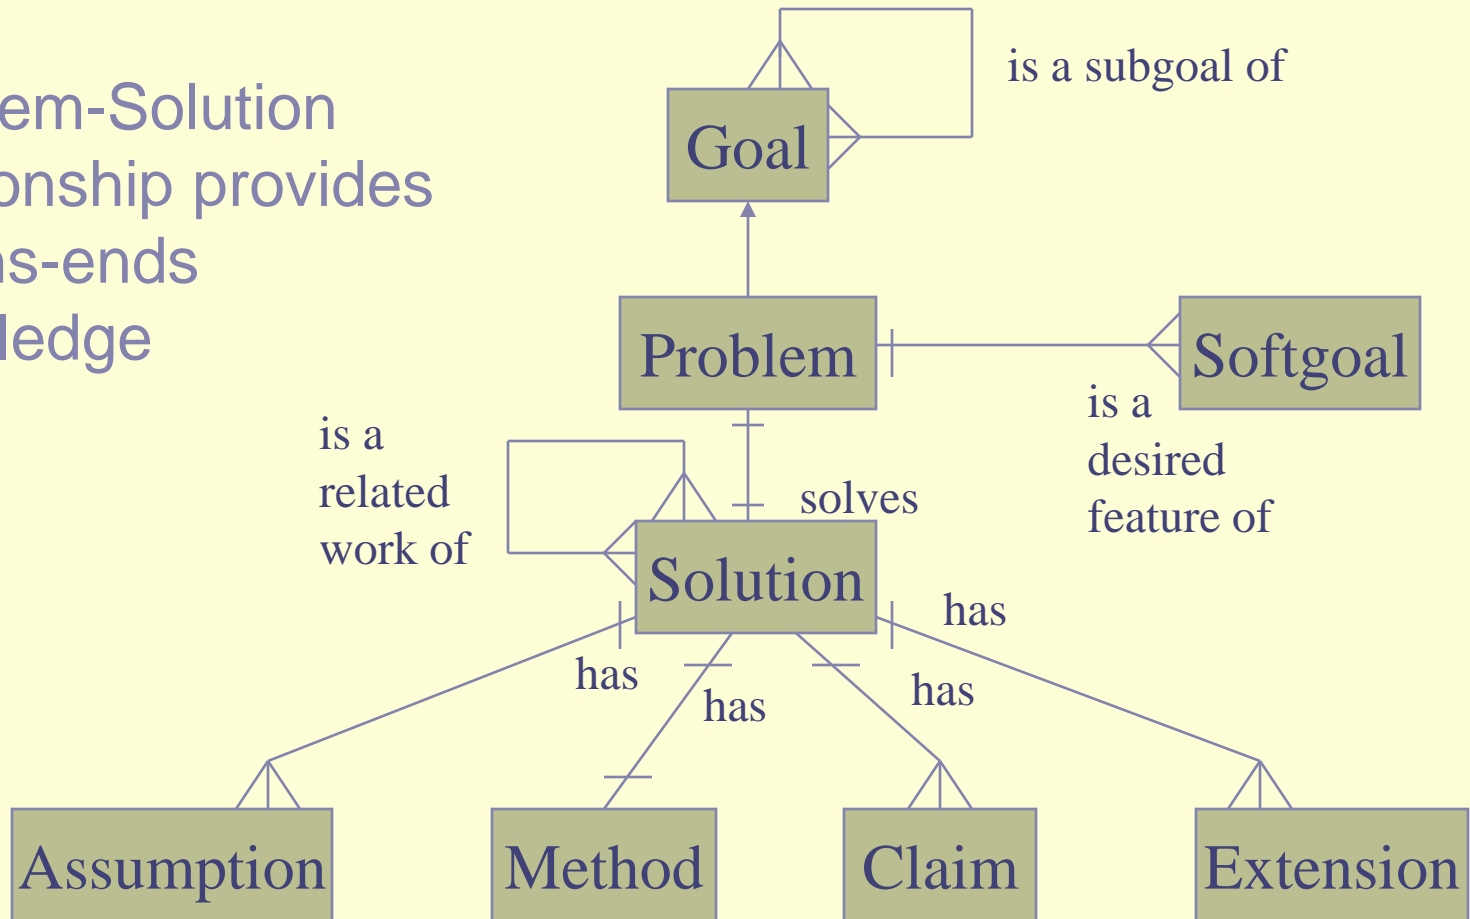 em-Solution
onship provides
ns-ends
ledge
is a subgoal of
Goal
Problem
Softgoal
is a
desired
feature of
is a
related
work of
solves
Solution
has
has
has
has
Assumption
Method
Claim
Extension